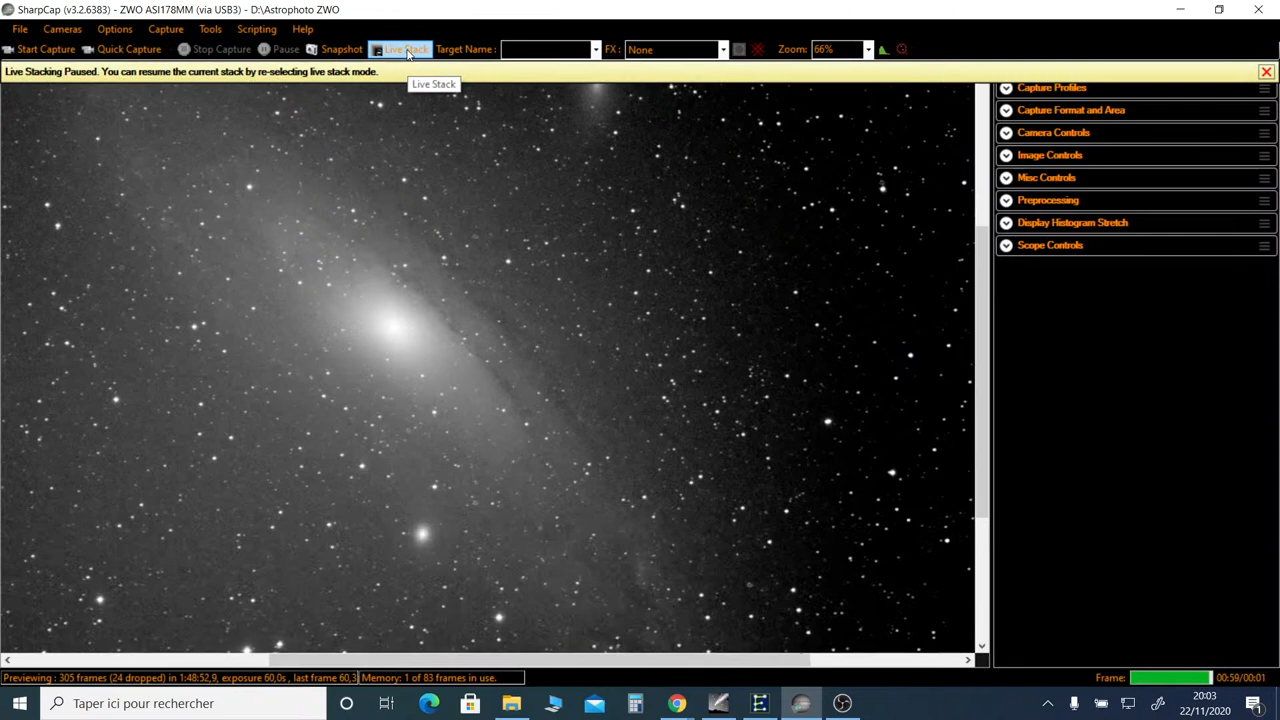 SharpCap (v3.2.6383) - ZWO ASI178MM (via USB3) - D:\Astrophoto ZWO
File Cameras Options Capture Tools Scripting Help
Start Capture Quick Capture Stop Capture Pause Snapshot Live Stack Target Name : FX : None Zoom: 66%
Live Stacking Paused. You can resume the current stack by re-selecting live stack mode.
Live Stack
Capture Profiles
Capture Format and Area
Camera Controls
Image Controls
Misc Controls
Preprocessing
Display Histogram Stretch
Scope Controls
Previewing : 305 frames (24 dropped) in 1:48:52,9, exposure 60,0s , last frame 60,3 Memory: 1 of 83 frames in use. Frame: 00:59/00:01
Taper ici pour rechercher
20:03
22/11/2020
1